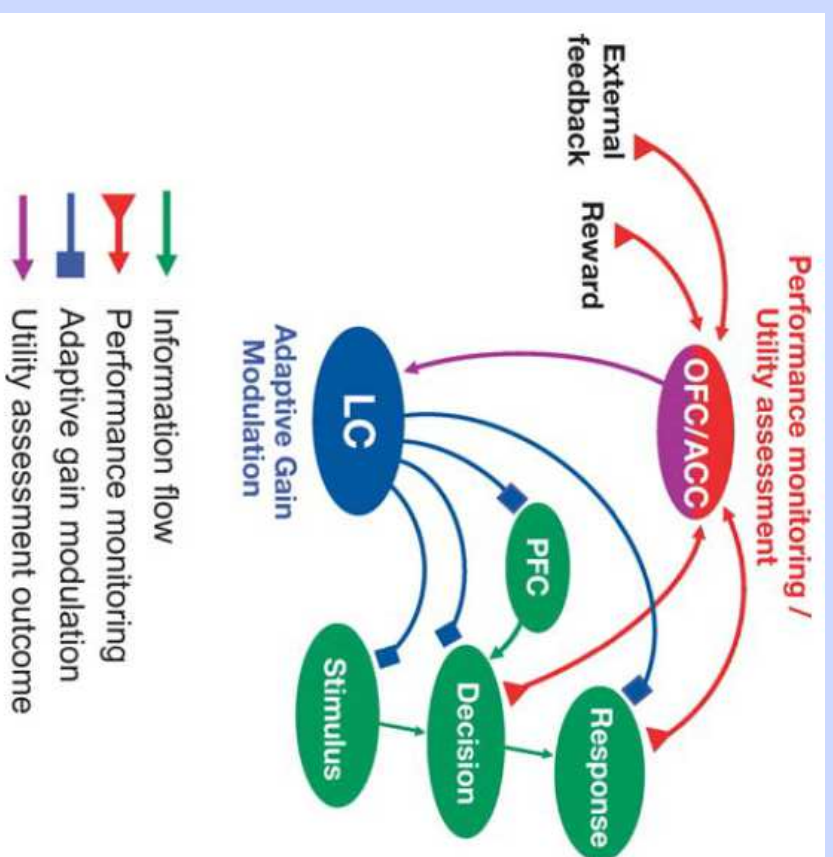 Performance monitoring /
Utility assessment
External
feedback
Reward
OFC/ACC
LC
Adaptive Gain
Modulation
PFC
Stimulus
Decision
Response
Information flow
Performance monitoring
Adaptive gain modulation
Utility assessment outcome